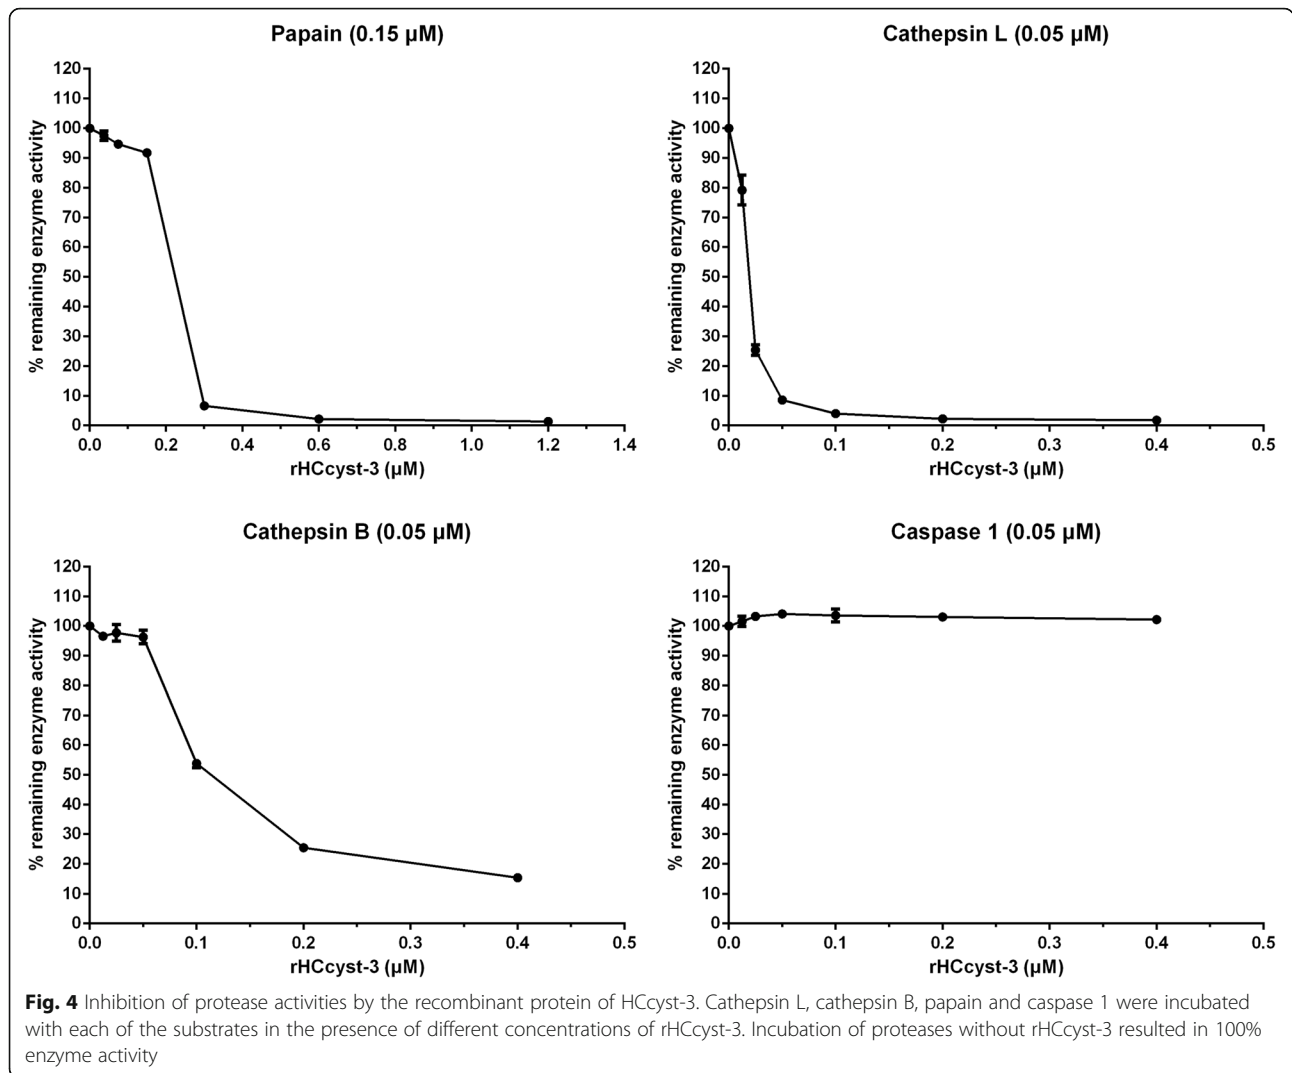 Papain (0.15 µM)
120
110
100
90
80
70
60
50
40
30
20
10
0
% remaining enzyme activity
0.0 0.2 0.4 0.6 0.8 1.0 1.2 1.4
rHCcyst-3 (µM)
Cathepsin L (0.05 µM)
120
110
100
90
80
70
60
50
40
30
20
10
0
% remaining enzyme activity
0.0 0.1 0.2 0.3 0.4 0.5
rHCcyst-3 (µM)
Cathepsin B (0.05 µM)
120
110
100
90
80
70
60
50
40
30
20
10
0
% remaining enzyme activity
0.0 0.1 0.2 0.3 0.4 0.5
rHCcyst-3 (µM)
Caspase 1 (0.05 µM)
120
110
100
90
80
70
60
50
40
30
20
10
0
% remaining enzyme activity
0.0 0.1 0.2 0.3 0.4 0.5
rHCcyst-3 (µM)
Fig. 4 Inhibition of protease activities by the recombinant protein of HCcyst-3. Cathepsin L, cathepsin B, papain and caspase 1 were incubated
with each of the substrates in the presence of different concentrations of rHCcyst-3. Incubation of proteases without rHCcyst-3 resulted in 100%
enzyme activity